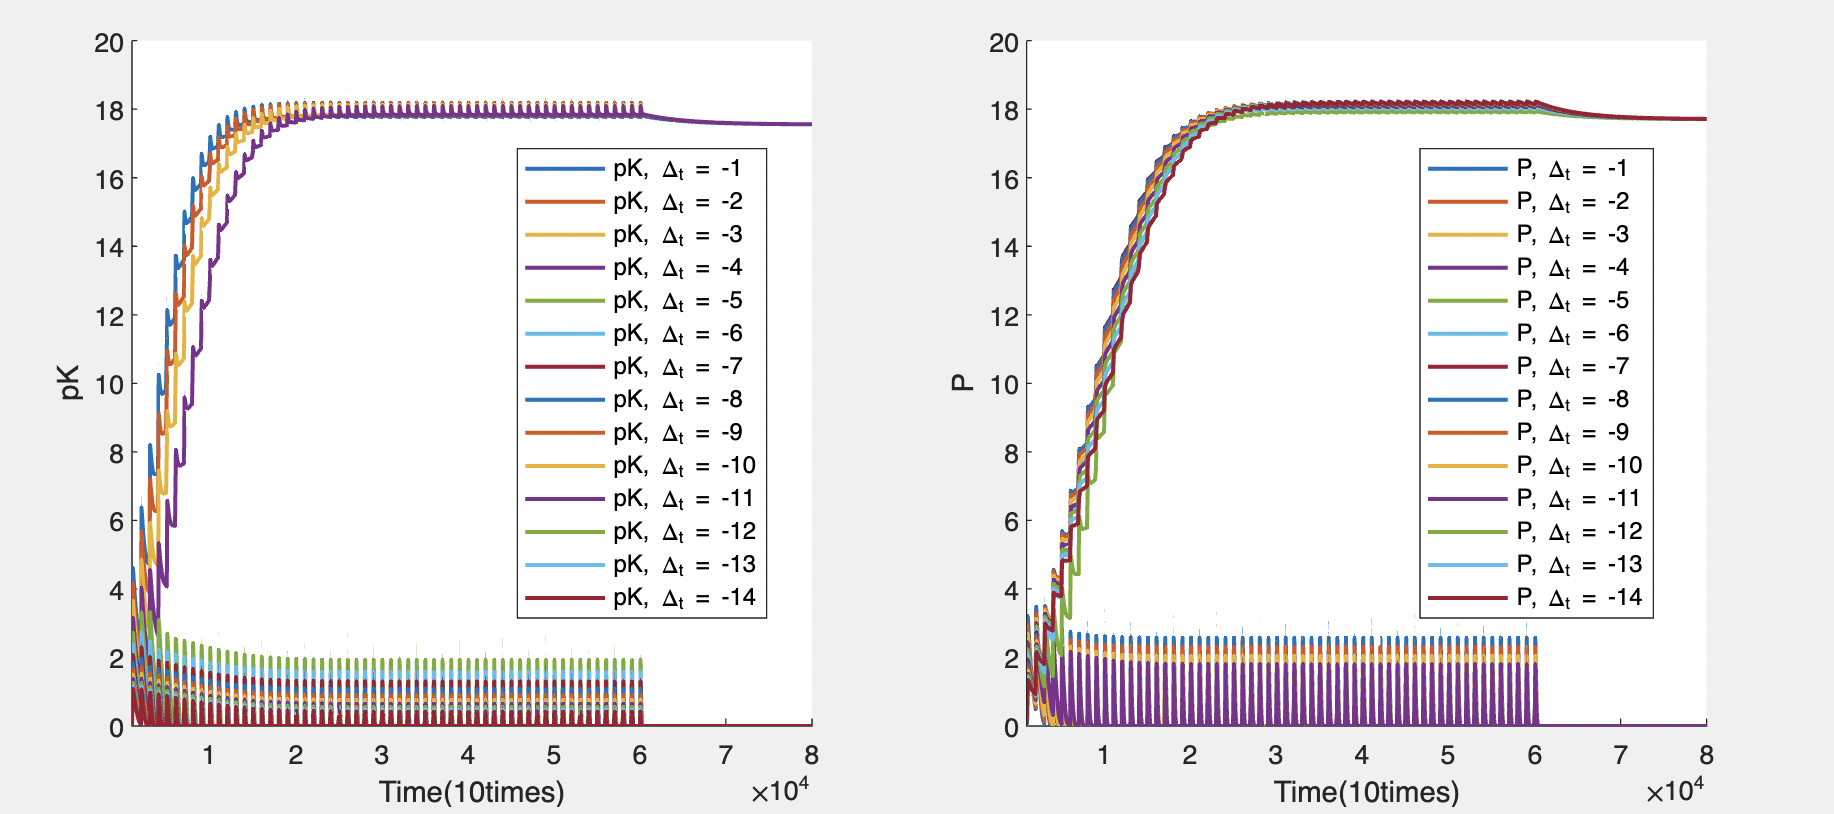 20
18
16
14
12
10
8
6
4
2
0
pK
1
2
3
4
5
6
7
8
Time(10times)
×10⁴
pK, Δt = -1
pK, Δt = -2
pK, Δt = -3
pK, Δt = -4
pK, Δt = -5
pK, Δt = -6
pK, Δt = -7
pK, Δt = -8
pK, Δt = -9
pK, Δt = -10
pK, Δt = -11
pK, Δt = -12
pK, Δt = -13
pK, Δt = -14
20
18
16
14
12
10
8
6
4
2
0
P
1
2
3
4
5
6
7
8
Time(10times)
×10⁴
P, Δt = -1
P, Δt = -2
P, Δt = -3
P, Δt = -4
P, Δt = -5
P, Δt = -6
P, Δt = -7
P, Δt = -8
P, Δt = -9
P, Δt = -10
P, Δt = -11
P, Δt = -12
P, Δt = -13
P, Δt = -14